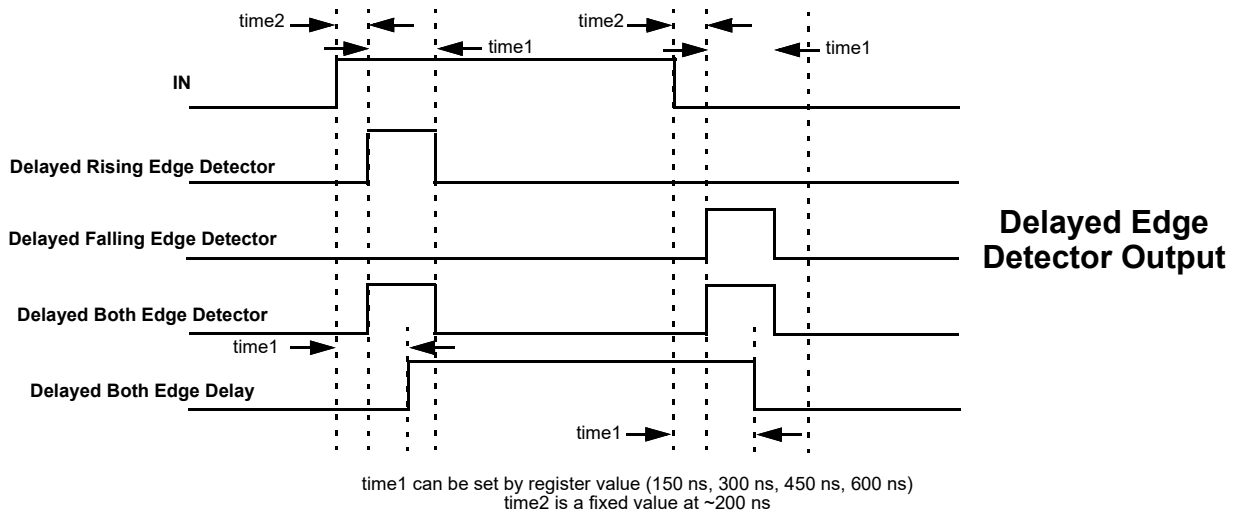 time2
time2
time1
time1
IN
Delayed Rising Edge Detector
Delayed Falling Edge Detector
Delayed Edge
Detector Output
Delayed Both Edge Detector
time1
Delayed Both Edge Delay
time1
time1 can be set by register value (150 ns, 300 ns, 450 ns, 600 ns)
time2 is a fixed value at ~200 ns